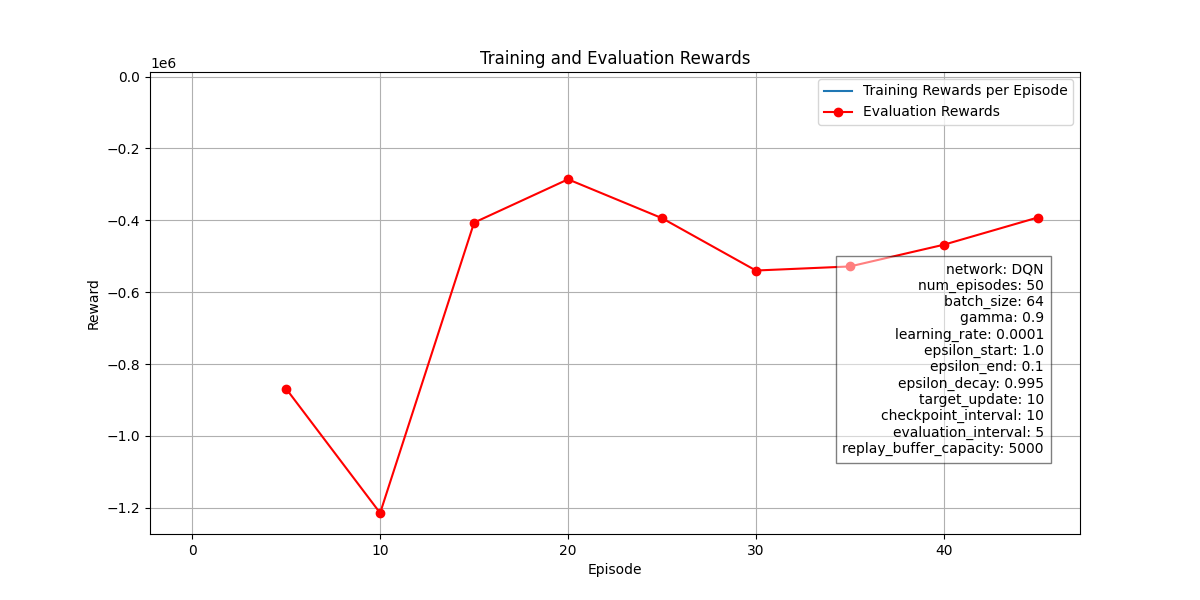 Training and Evaluation Rewards
1e6
Training Rewards per Episode
Evaluation Rewards
0.0
−0.2
−0.4
−0.6
−0.8
−1.0
−1.2
Reward
network: DQN
num_episodes: 50
batch_size: 64
gamma: 0.9
learning_rate: 0.0001
epsilon_start: 1.0
epsilon_end: 0.1
epsilon_decay: 0.995
target_update: 10
checkpoint_interval: 10
evaluation_interval: 5
replay_buffer_capacity: 5000
0 10 20 30 40
Episode